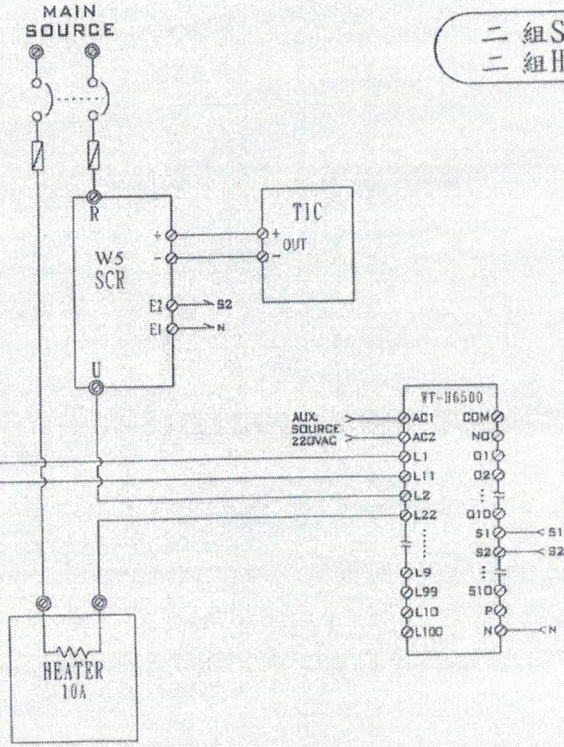 MAIN
SOURCE
二 組S
二 組H
R
W5
SCR
+
−
E2
E1
U
S2
N
TIC
+
OUT
−
AUX.
SOURCE
220VAC
WT-H6500
AC1
AC2
L1
L11
L2
L22
L9
L99
L10
L100
COM
NO
O1
O2
O10
S1
S2
S10
P
N
S1
S2
N
HEATER
10A